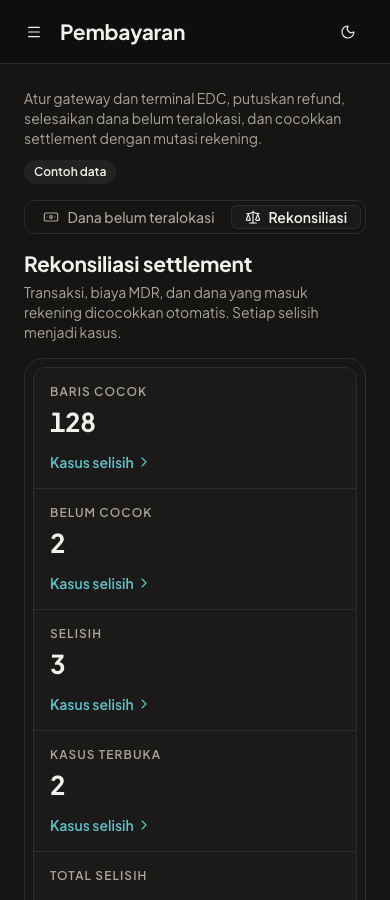 Pembayaran
Atur gateway dan terminal EDC, putuskan refund,
selesaikan dana belum teralokasi, dan cocokkan
settlement dengan mutasi rekening.
Contoh data
Dana belum teralokasi
Rekonsiliasi
Rekonsiliasi settlement
Transaksi, biaya MDR, dan dana yang masuk
rekening dicocokkan otomatis. Setiap selisih
menjadi kasus.
BARIS COCOK
128
Kasus selisih
BELUM COCOK
2
Kasus selisih
SELISIH
3
Kasus selisih
KASUS TERBUKA
2
Kasus selisih
TOTAL SELISIH